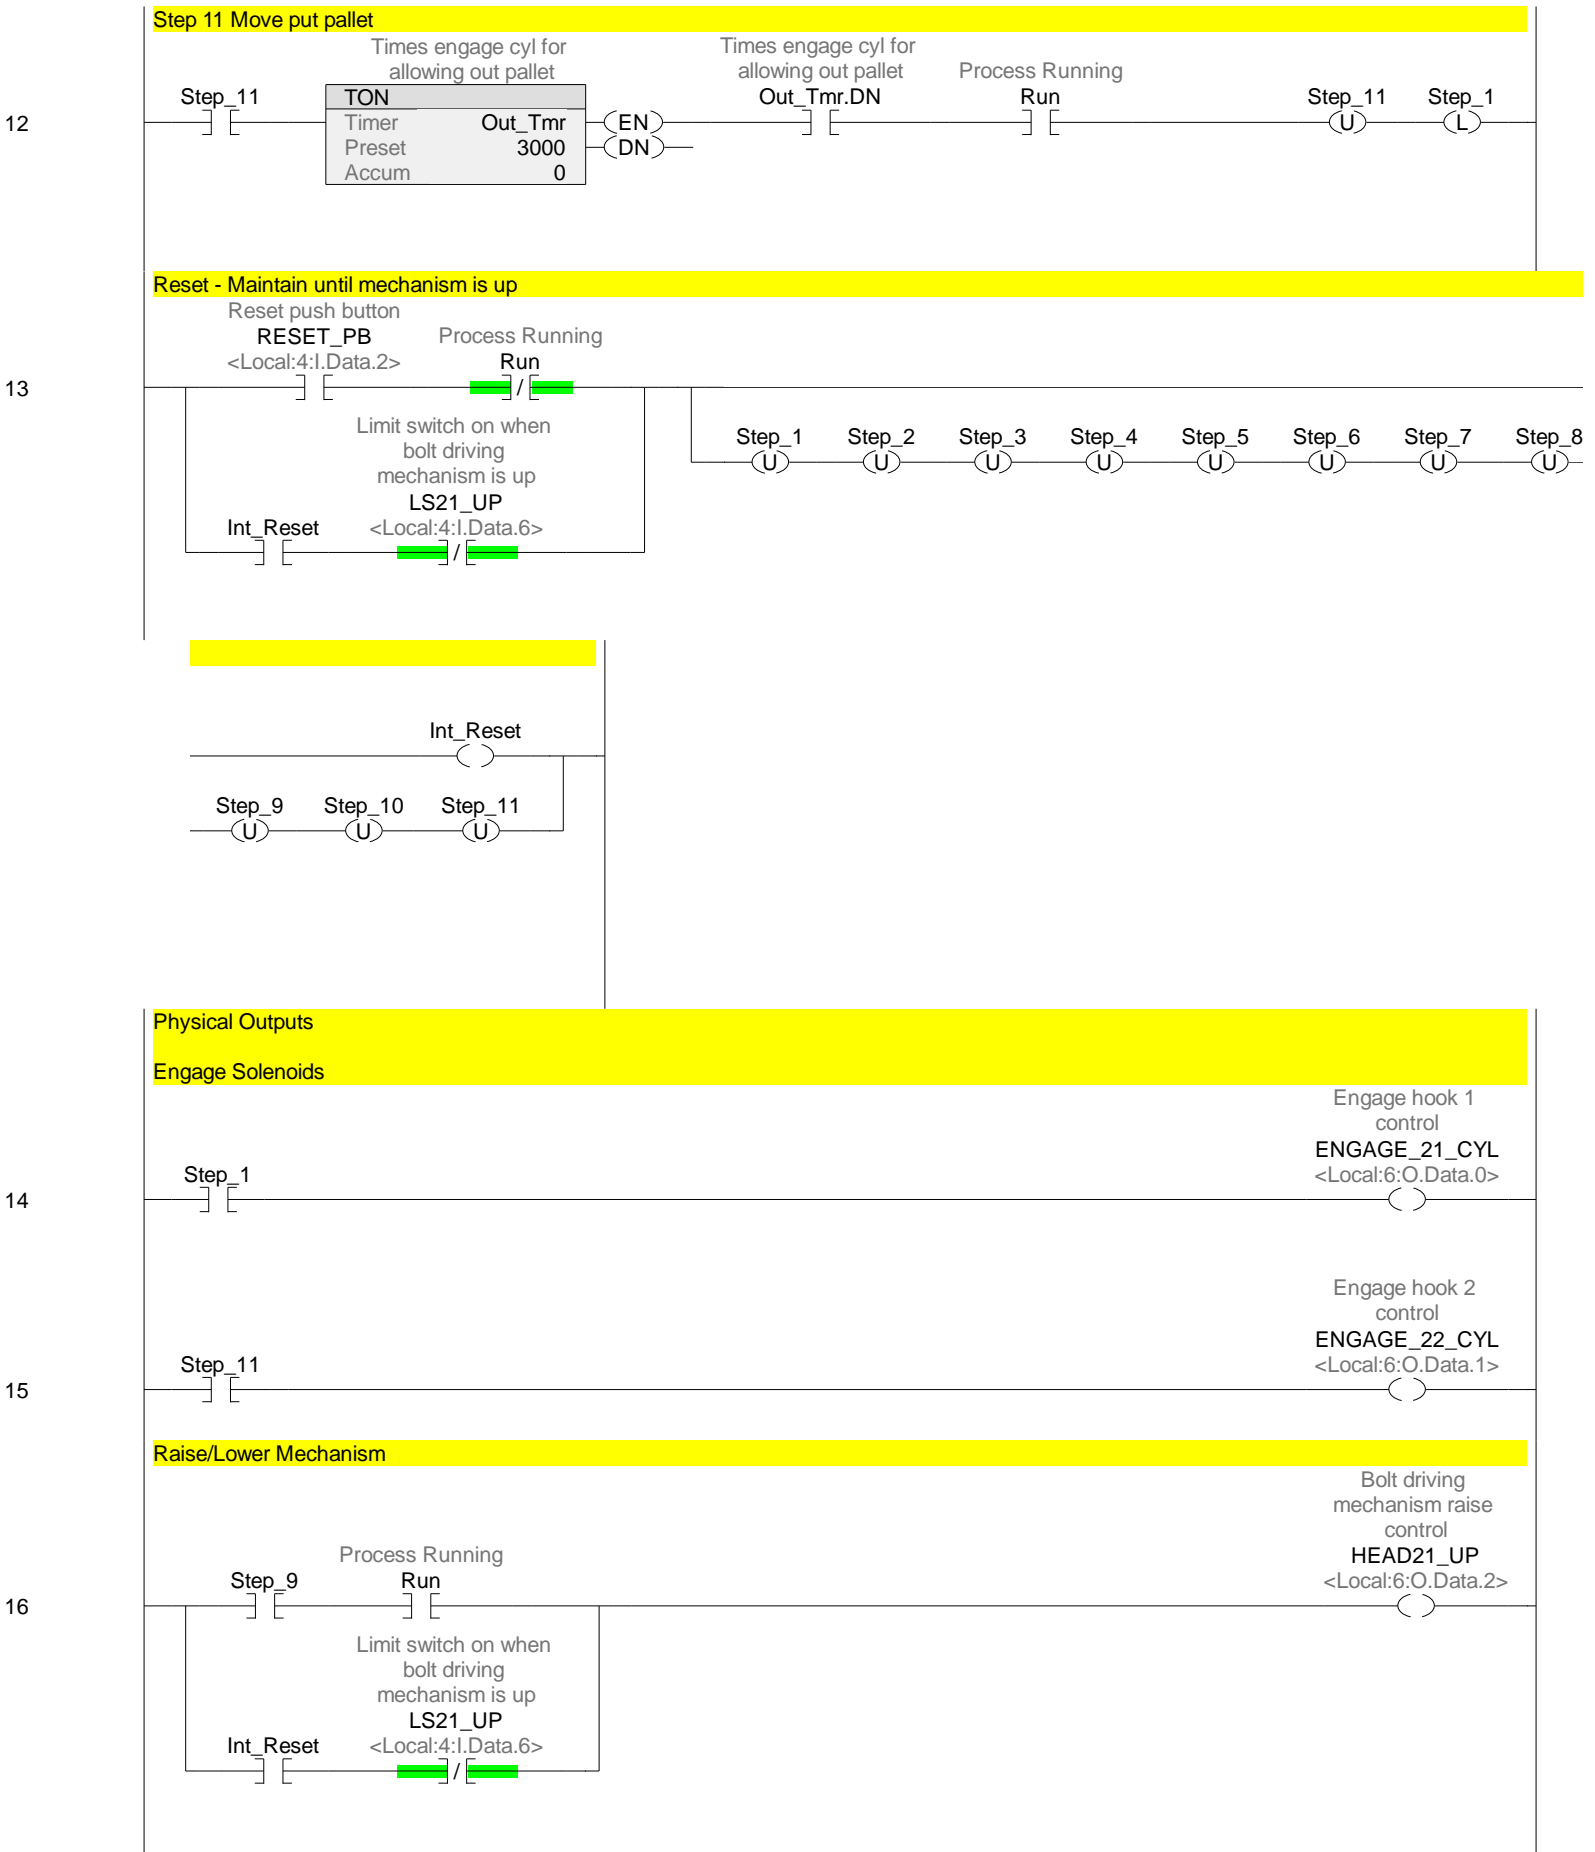 Step 11 Move put pallet
Times engage cyl for
allowing out pallet
Times engage cyl for
allowing out pallet
Process Running
Step_11
TON
Out_Tmr.DN
Run
Step_11
Step_1
12
Timer
Out_Tmr
EN
U
L
Preset
3000
DN
Accum
0
Reset - Maintain until mechanism is up
Reset push button
RESET_PB
<Local:4:I.Data.2>
Process Running
Run
13
/
Limit switch on when
bolt driving
mechanism is up
LS21_UP
<Local:4:I.Data.6>
Int_Reset
/
Step_1
Step_2
Step_3
Step_4
Step_5
Step_6
Step_7
Step_8
U
U
U
U
U
U
U
U
Int_Reset
Step_9
Step_10
Step_11
U
U
U
Physical Outputs
Engage Solenoids
Engage hook 1
control
ENGAGE_21_CYL
<Local:6:O.Data.0>
Step_1
14
Engage hook 2
control
ENGAGE_22_CYL
<Local:6:O.Data.1>
Step_11
15
Raise/Lower Mechanism
Bolt driving
mechanism raise
control
HEAD21_UP
<Local:6:O.Data.2>
Process Running
Step_9
Run
16
Limit switch on when
bolt driving
mechanism is up
LS21_UP
<Local:4:I.Data.6>
Int_Reset
/